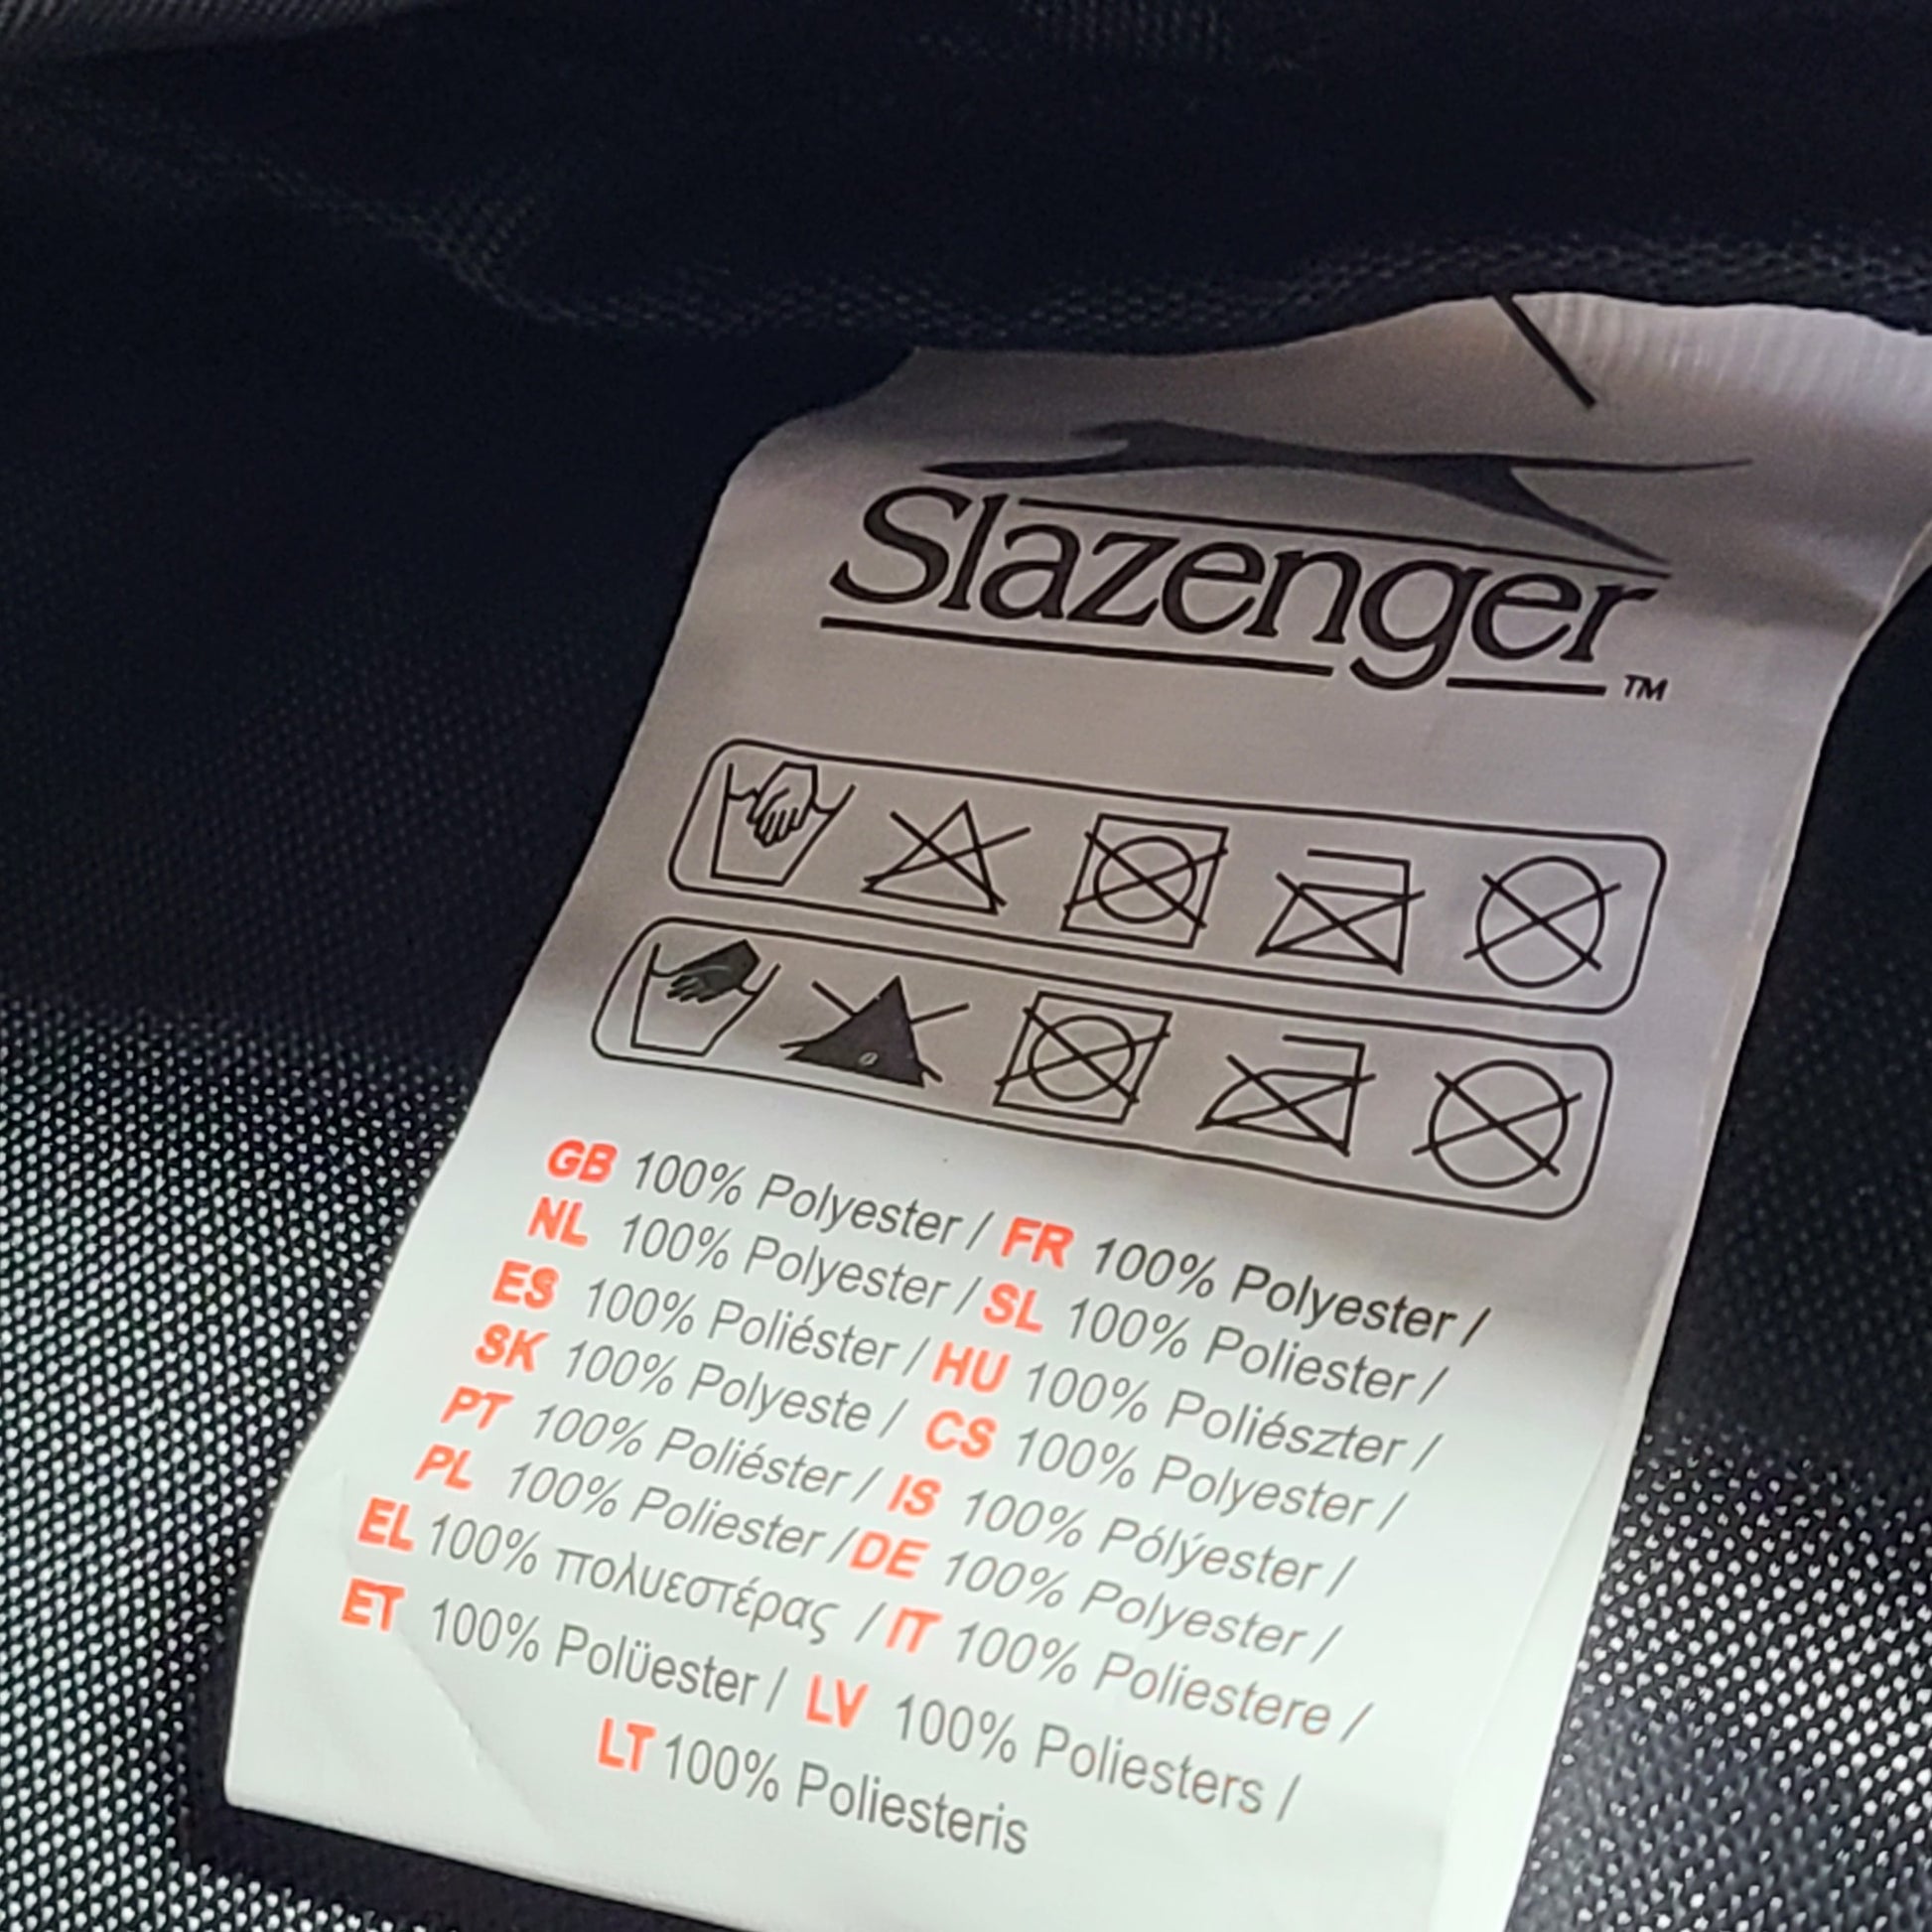 Slazenger™
GB 100% Polyester / FR 100% Polyester /
NL 100% Polyester / SL 100% Poliester /
ES 100% Poliéster / HU 100% Poliészter /
SK 100% Polyeste / CS 100% Polyester /
PT 100% Poliéster / IS 100% Pólýester /
PL 100% Poliester / DE 100% Polyester /
EL 100% πολυεστέρας / IT 100% Poliestere /
ET 100% Polüester / LV 100% Poliesters /
LT 100% Poliesteris